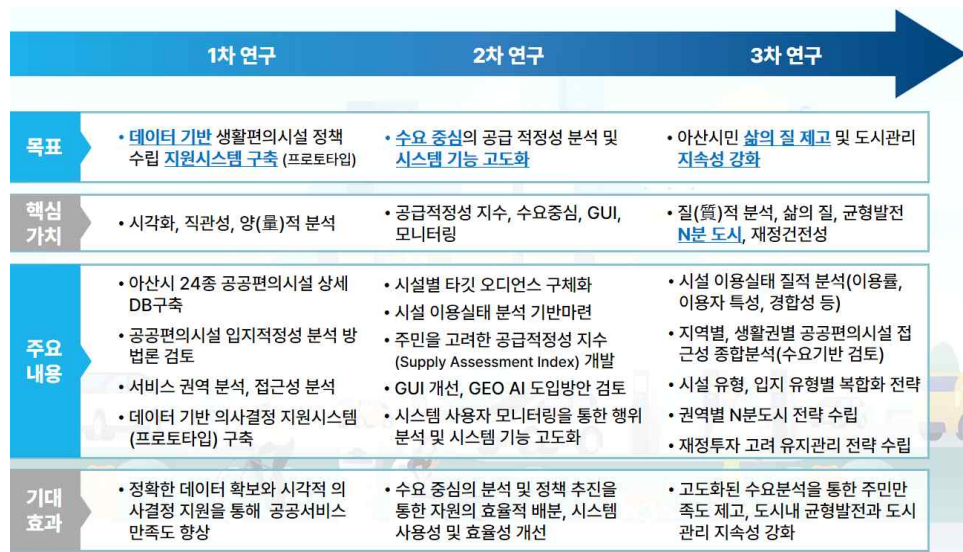 1차 연구
2차 연구
3차 연구
목표
• 데이터 기반 생활편의시설 정책
수립 지원시스템 구축 (프로토타입)
• 수요 중심의 공급 적정성 분석 및
시스템 기능 고도화
• 아산시민 삶의 질 제고 및 도시관리
지속성 강화
핵심
가치
• 시각화, 직관성, 양(量)적 분석
• 공급적정성 지수, 수요중심, GUI,
모니터링
• 질(質)적 분석, 삶의 질, 균형발전
N분 도시, 재정건전성
주요
내용
• 아산시 24종 공공편의시설 상세
DB구축
• 공공편의시설 입지적정성 분석 방
법론 검토
• 서비스 권역 분석, 접근성 분석
• 데이터 기반 의사결정 지원시스템
(프로토타입) 구축
• 시설별 타깃 오디언스 구체화
• 시설 이용실태 분석 기반마련
• 주민을 고려한 공급적정성 지수
(Supply Assessment Index) 개발
• GUI 개선, GEO AI 도입방안 검토
• 시스템 사용자 모니터링을 통한 행위
분석 및 시스템 기능 고도화
• 시설 이용실태 질적 분석(이용률,
이용자 특성, 경합성 등)
• 지역별, 생활권별 공공편의시설 접
근성 종합분석(수요기반 검토)
• 시설 유형, 입지 유형별 복합화 전략
• 권역별 N분도시 전략 수립
• 재정투자 고려 유지관리 전략 수립
기대
효과
• 정확한 데이터 확보와 시각적 의
사결정 지원을 통해 공공서비스
만족도 향상
• 수요 중심의 분석 및 정책 추진을
통한 자원의 효율적 배분, 시스템
사용성 및 효율성 개선
• 고도화된 수요분석을 통한 주민만
족도 제고, 도시내 균형발전과 도시
관리 지속성 강화